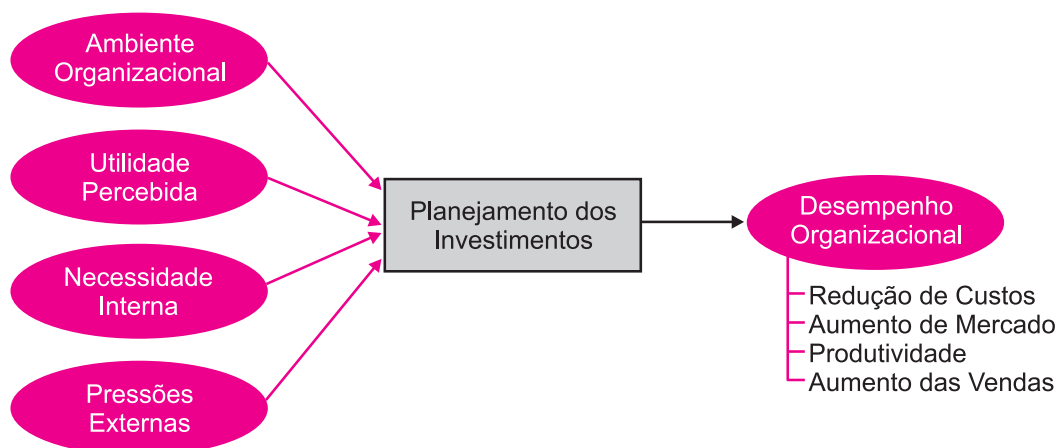 Ambiente
Organizacional
Utilidade
Percebida
Necessidade
Interna
Pressões
Externas
Planejamento dos
Investimentos
Desempenho
Organizacional
Redução de Custos
Aumento de Mercado
Produtividade
Aumento das Vendas